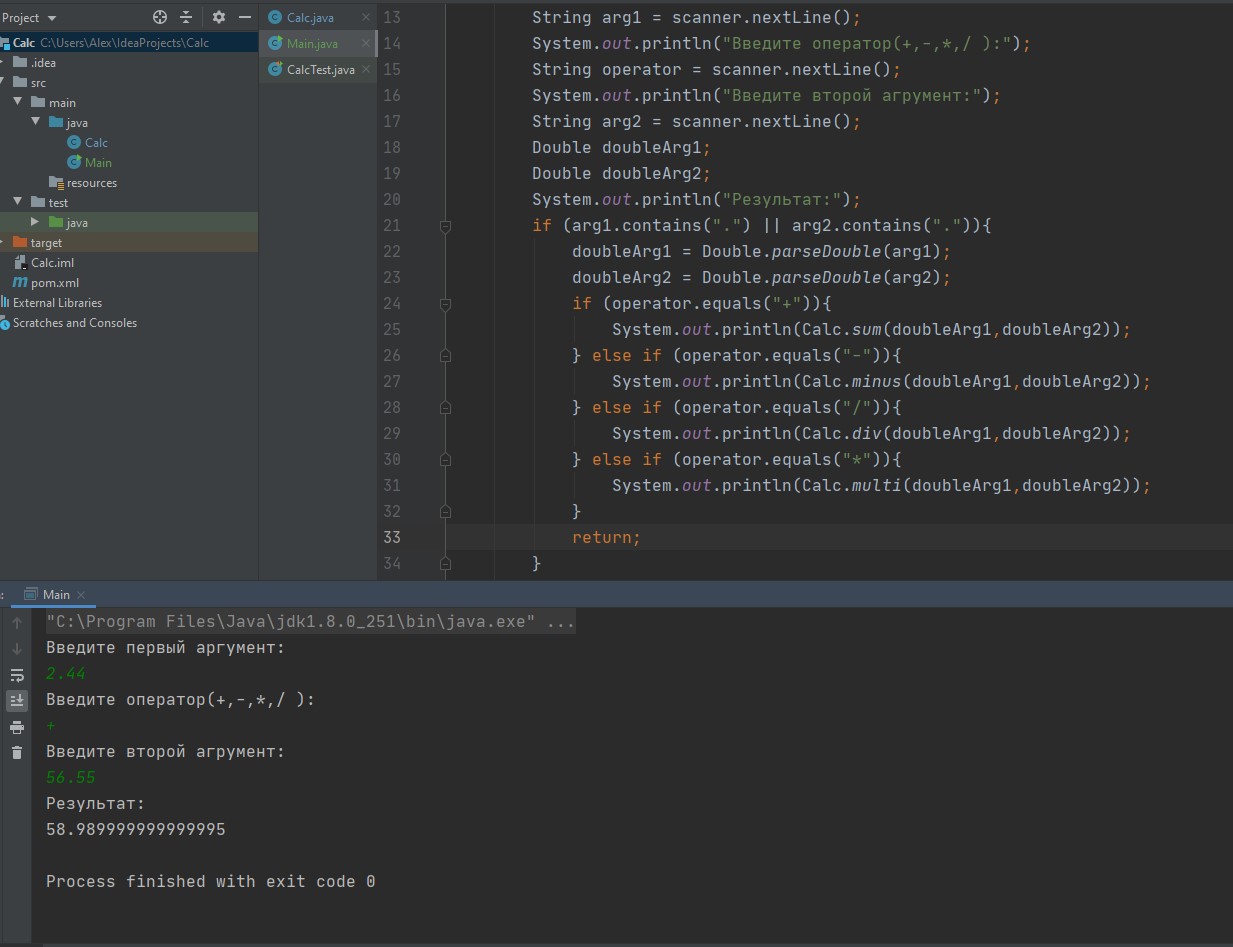 Project
Calc C:\Users\Alex\IdeaProjects\Calc
.idea
src
main
java
Calc
Main
resources
test
java
target
Calc.iml
pom.xml
External Libraries
Scratches and Consoles
Calc.java
Main.java
CalcTest.java
13 String arg1 = scanner.nextLine();
14 System.out.println("Введите оператор(+,-,*,/ ):");
15 String operator = scanner.nextLine();
16 System.out.println("Введите второй агрумент:");
17 String arg2 = scanner.nextLine();
18 Double doubleArg1;
19 Double doubleArg2;
20 System.out.println("Результат:");
21 if (arg1.contains(".") || arg2.contains(".")){
22 doubleArg1 = Double.parseDouble(arg1);
23 doubleArg2 = Double.parseDouble(arg2);
24 if (operator.equals("+")){
25 System.out.println(Calc.sum(doubleArg1,doubleArg2));
26 } else if (operator.equals("-")){
27 System.out.println(Calc.minus(doubleArg1,doubleArg2));
28 } else if (operator.equals("/")){
29 System.out.println(Calc.div(doubleArg1,doubleArg2));
30 } else if (operator.equals("*")){
31 System.out.println(Calc.multi(doubleArg1,doubleArg2));
32 }
33 return;
34 }
Main
"C:\Program Files\Java\jdk1.8.0_251\bin\java.exe" ...
Введите первый аргумент:
2.44
Введите оператор(+,-,*,/ ):
+
Введите второй агрумент:
56.55
Результат:
58.989999999999995
Process finished with exit code 0